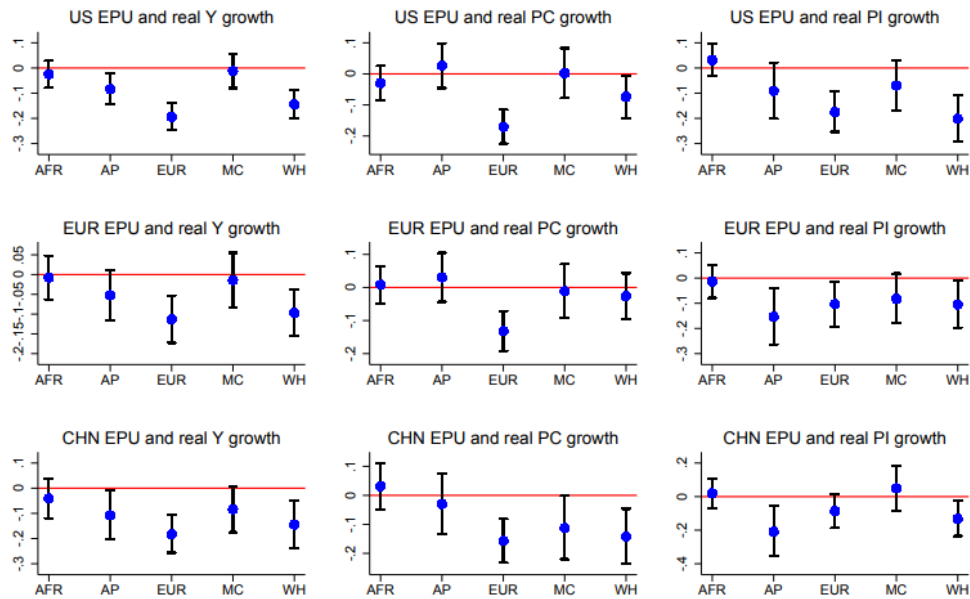 US EPU and real Y growth
.1
0
-.1
-.2
-.3
AFR AP EUR MC WH
US EPU and real PC growth
.1
0
-.1
-.2
AFR AP EUR MC WH
US EPU and real PI growth
.1
0
-.1
-.2
-.3
AFR AP EUR MC WH
EUR EPU and real Y growth
-.2-.15-.1-.05 0 .05
AFR AP EUR MC WH
EUR EPU and real PC growth
.1
0
-.1
-.2
AFR AP EUR MC WH
EUR EPU and real PI growth
.1
0
-.1
-.2
-.3
AFR AP EUR MC WH
CHN EPU and real Y growth
.1
0
-.1
-.2
-.3
AFR AP EUR MC WH
CHN EPU and real PC growth
.1
0
-.1
-.2
AFR AP EUR MC WH
CHN EPU and real PI growth
.2
0
-.2
-.4
AFR AP EUR MC WH